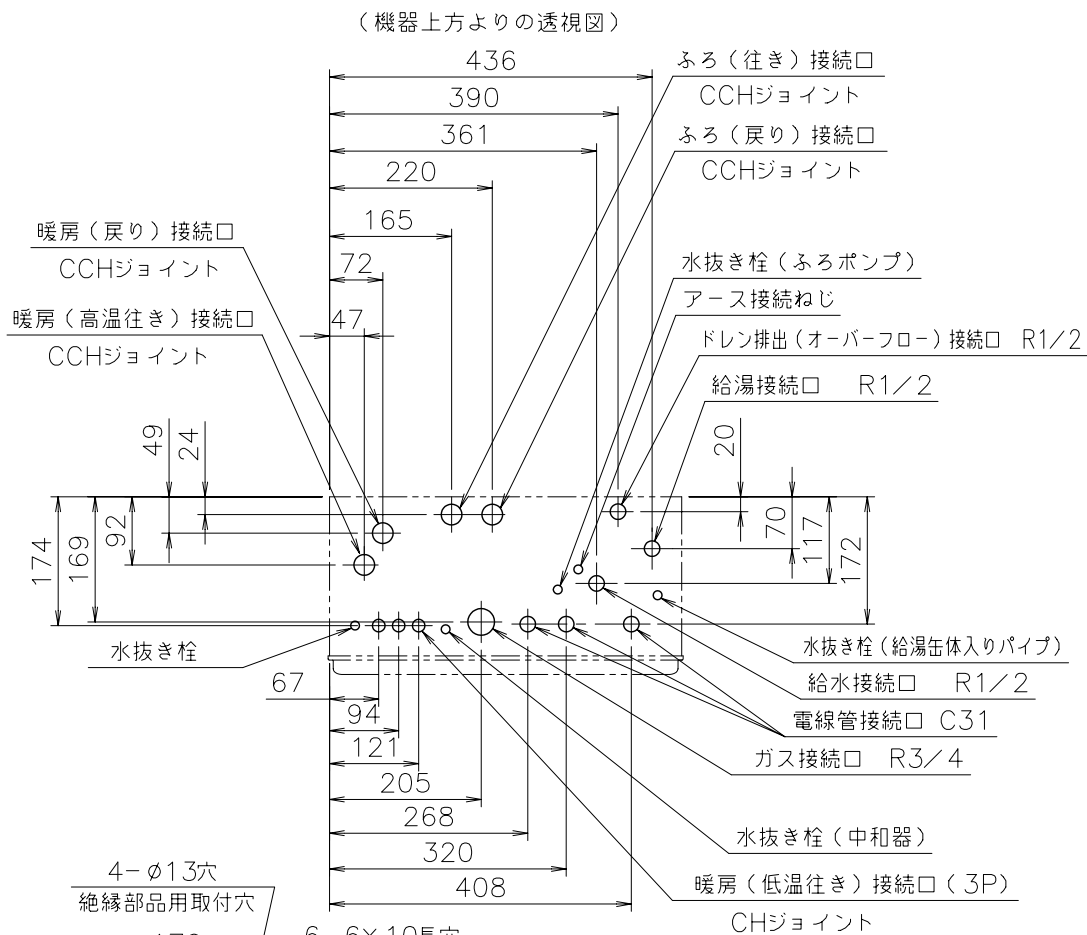 （機器上方よりの透視図）
436
390
361
220
165
72
47
ふろ（往き）接続口
CCHジョイント
ふろ（戻り）接続口
CCHジョイント
暖房（戻り）接続口
CCHジョイント
暖房（高温往き）接続口
CCHジョイント
水抜き栓（ふろポンプ）
アース接続ねじ
ドレン排出（オーバーフロー）接続口 R1/2
給湯接続口 R1/2
49
24
20
174
169
92
70
117
172
水抜き栓
67
94
121
205
268
320
408
水抜き栓（給湯缶体入りパイプ）
給水接続口 R1/2
電線管接続口 C31
ガス接続口 R3/4
水抜き栓（中和器）
暖房（低温往き）接続口（3P）
CHジョイント
4-φ13穴
絶縁部品用取付穴